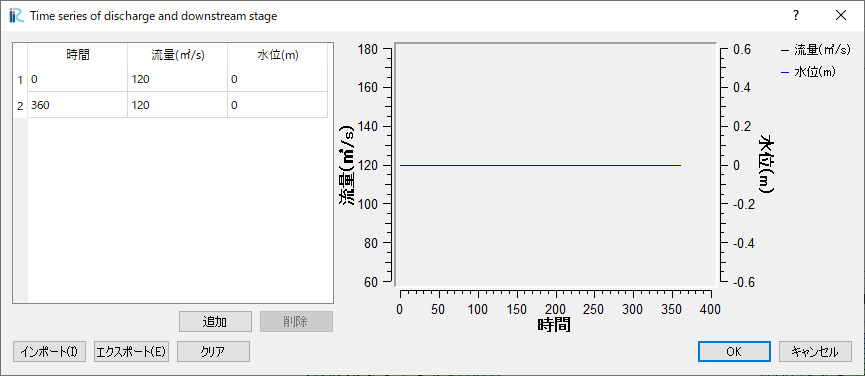 Time series of discharge and downstream stage
? ×
時間 流量(㎥/s) 水位(m)
1 0 120 0
2 360 120 0
追加 削除
インポート(I) エクスポート(E) クリア
流量(㎥/s)
180
160
140
120
100
80
60
0 50 100 150 200 250 300 350 400
時間
0.6
0.4
0.2
0
-0.2
-0.4
-0.6
水位(m)
流量(㎥/s)
水位(m)
OK キャンセル